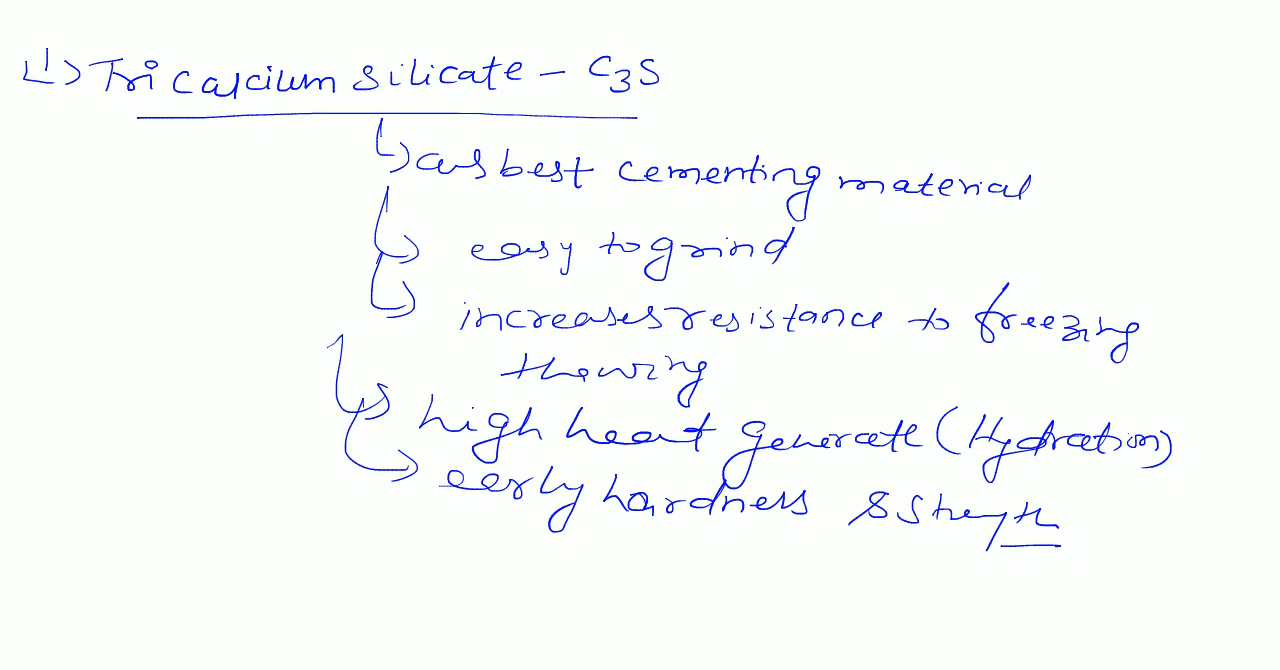 1) Tri calcium silicate - C3S
as best cementing material
easy to grind
increases resistance to freezing
thawing
high heat generate (Hydration)
eerly hardness & Strength